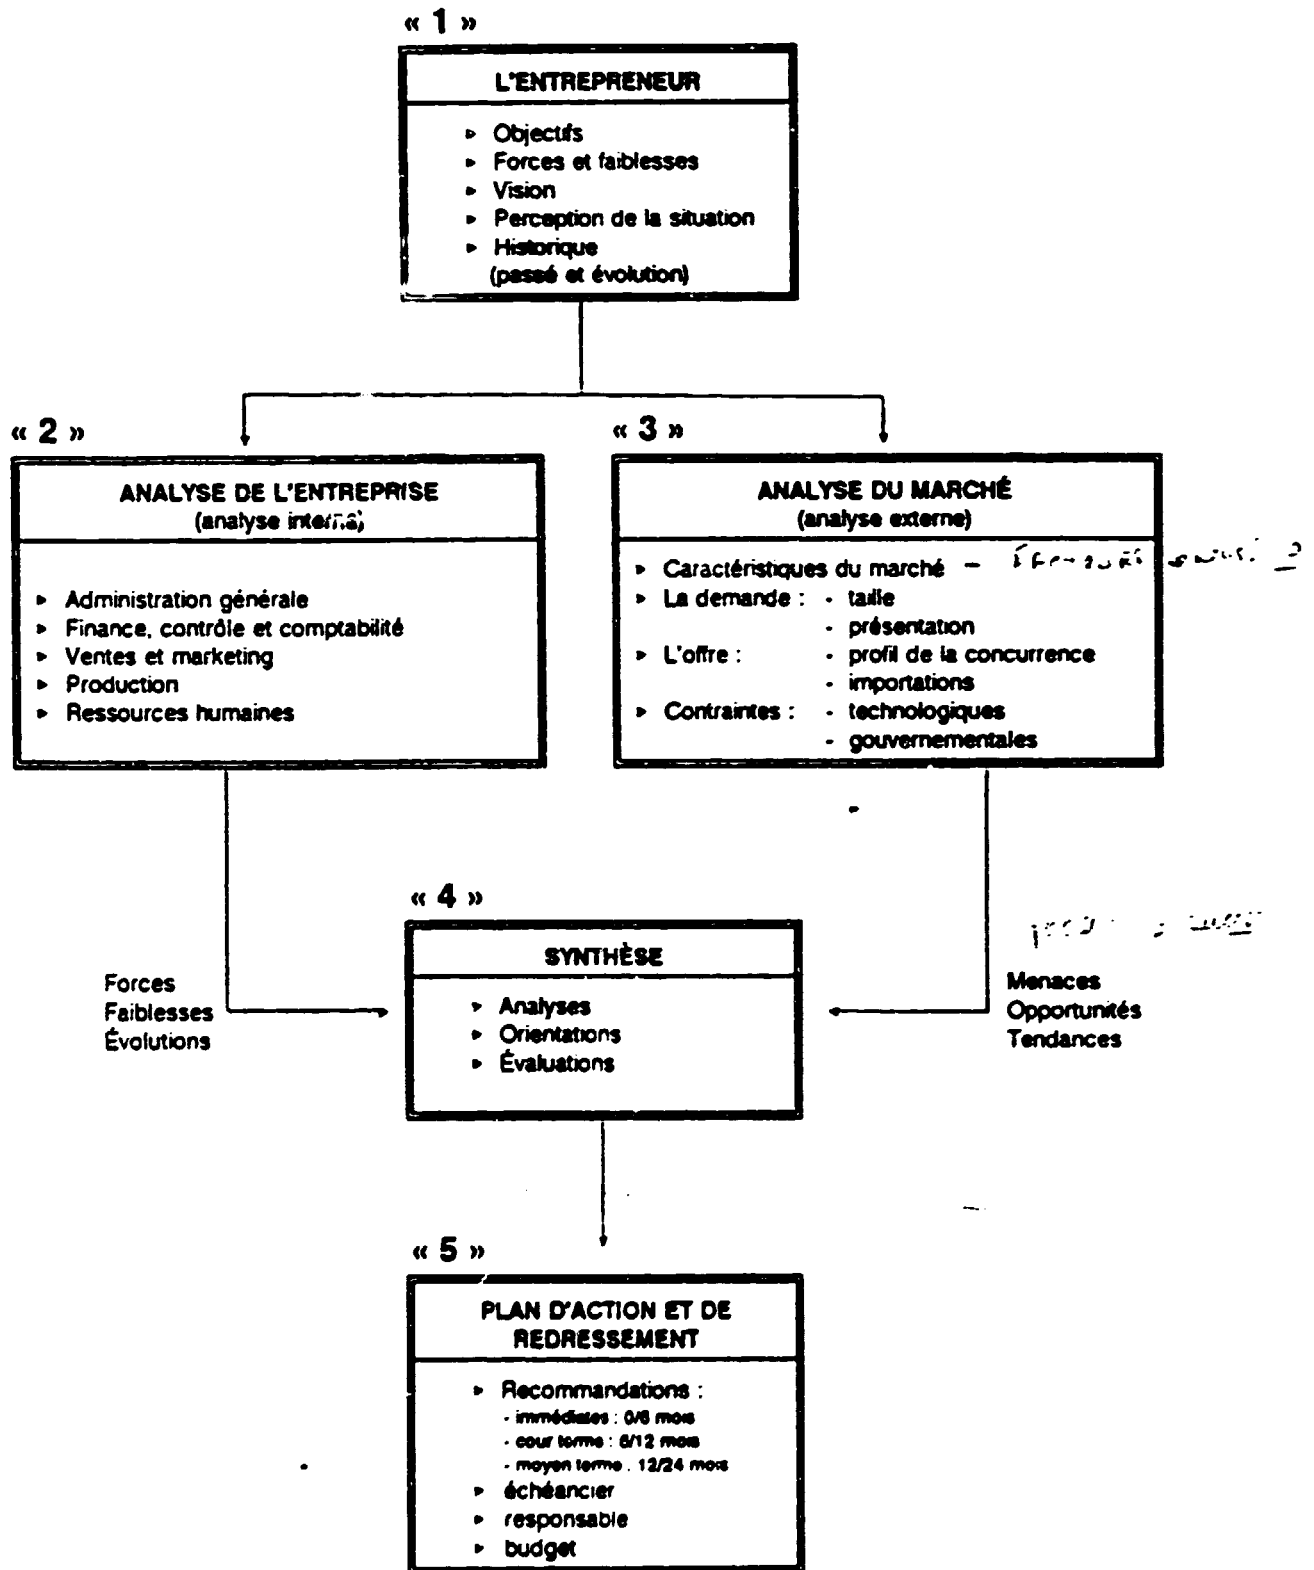 « 1 »
L'ENTREPRENEUR
▸ Objectifs
▸ Forces et faiblesses
▸ Vision
▸ Perception de la situation
▸ Historique
(passé et évolution)
« 2 »
ANALYSE DE L'ENTREPRISE
(analyse interne)
▸ Administration générale
▸ Finance, contrôle et comptabilité
▸ Ventes et marketing
▸ Production
▸ Ressources humaines
« 3 »
ANALYSE DU MARCHÉ
(analyse externe)
▸ Caractéristiques du marché –
▸ La demande : - taille
- présentation
▸ L'offre : - profil de la concurrence
- importations
▸ Contraintes : - technologiques
- gouvernementales
Forces
Faiblesses
Évolutions
« 4 »
SYNTHÈSE
▸ Analyses
▸ Orientations
▸ Évaluations
Menaces
Opportunités
Tendances
« 5 »
PLAN D'ACTION ET DE
REDRESSEMENT
▸ Recommandations :
- immédiates : 0/6 mois
- cour terme : 6/12 mois
- moyen terme : 12/24 mois
▸ échéancier
▸ responsable
▸ budget